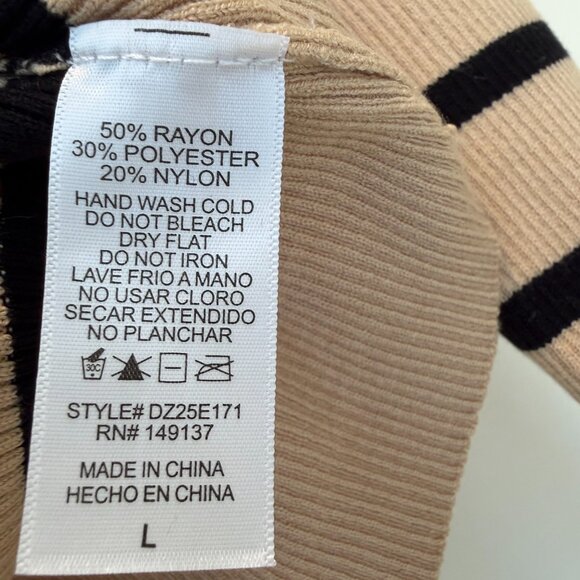 50% RAYON
30% POLYESTER
20% NYLON
HAND WASH COLD
DO NOT BLEACH
DRY FLAT
DO NOT IRON
LAVE FRIO A MANO
NO USAR CLORO
SECAR EXTENDIDO
NO PLANCHAR
30C
STYLE# DZ25E171
RN# 149137
MADE IN CHINA
HECHO EN CHINA
L